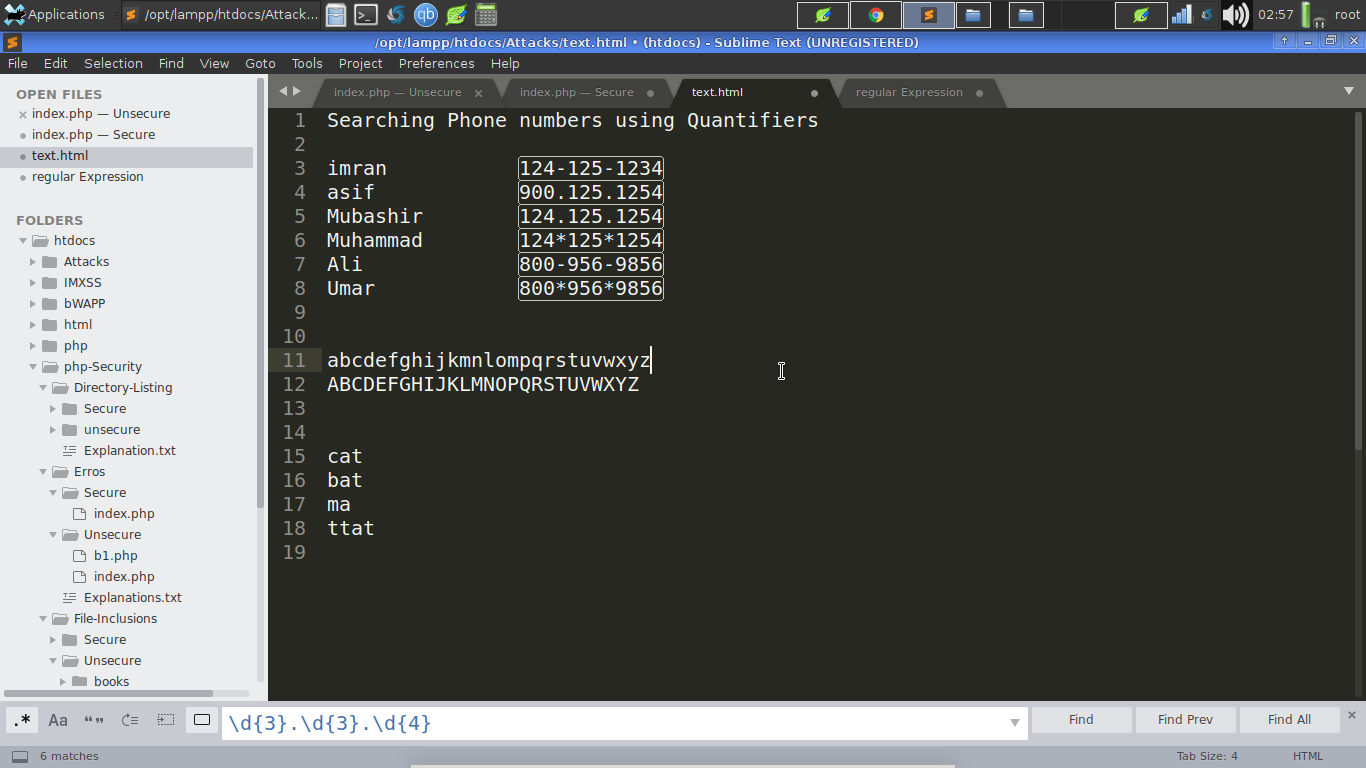 Applications /opt/lampp/htdocs/Attack... qb 02:57 root
/opt/lampp/htdocs/Attacks/text.html • (htdocs) - Sublime Text (UNREGISTERED)
File Edit Selection Find View Goto Tools Project Preferences Help
OPEN FILES
index.php — Unsecure
index.php — Secure
text.html
regular Expression
FOLDERS
htdocs
Attacks
IMXSS
bWAPP
html
php
php-Security
Directory-Listing
Secure
unsecure
Explanation.txt
Erros
Secure
index.php
Unsecure
b1.php
index.php
Explanations.txt
File-Inclusions
Secure
Unsecure
books
index.php — Unsecure index.php — Secure text.html regular Expression
1 Searching Phone numbers using Quantifiers
2
3 imran 124-125-1234
4 asif 900.125.1254
5 Mubashir 124.125.1254
6 Muhammad 124*125*1254
7 Ali 800-956-9856
8 Umar 800*956*9856
9
10
11 abcdefghijkmnlompqrstuvwxyz
12 ABCDEFGHIJKLMNOPQRSTUVWXYZ
13
14
15 cat
16 bat
17 ma
18 ttat
19
.* Aa “” \d{3}.\d{3}.\d{4} Find Find Prev Find All
6 matches Tab Size: 4 HTML